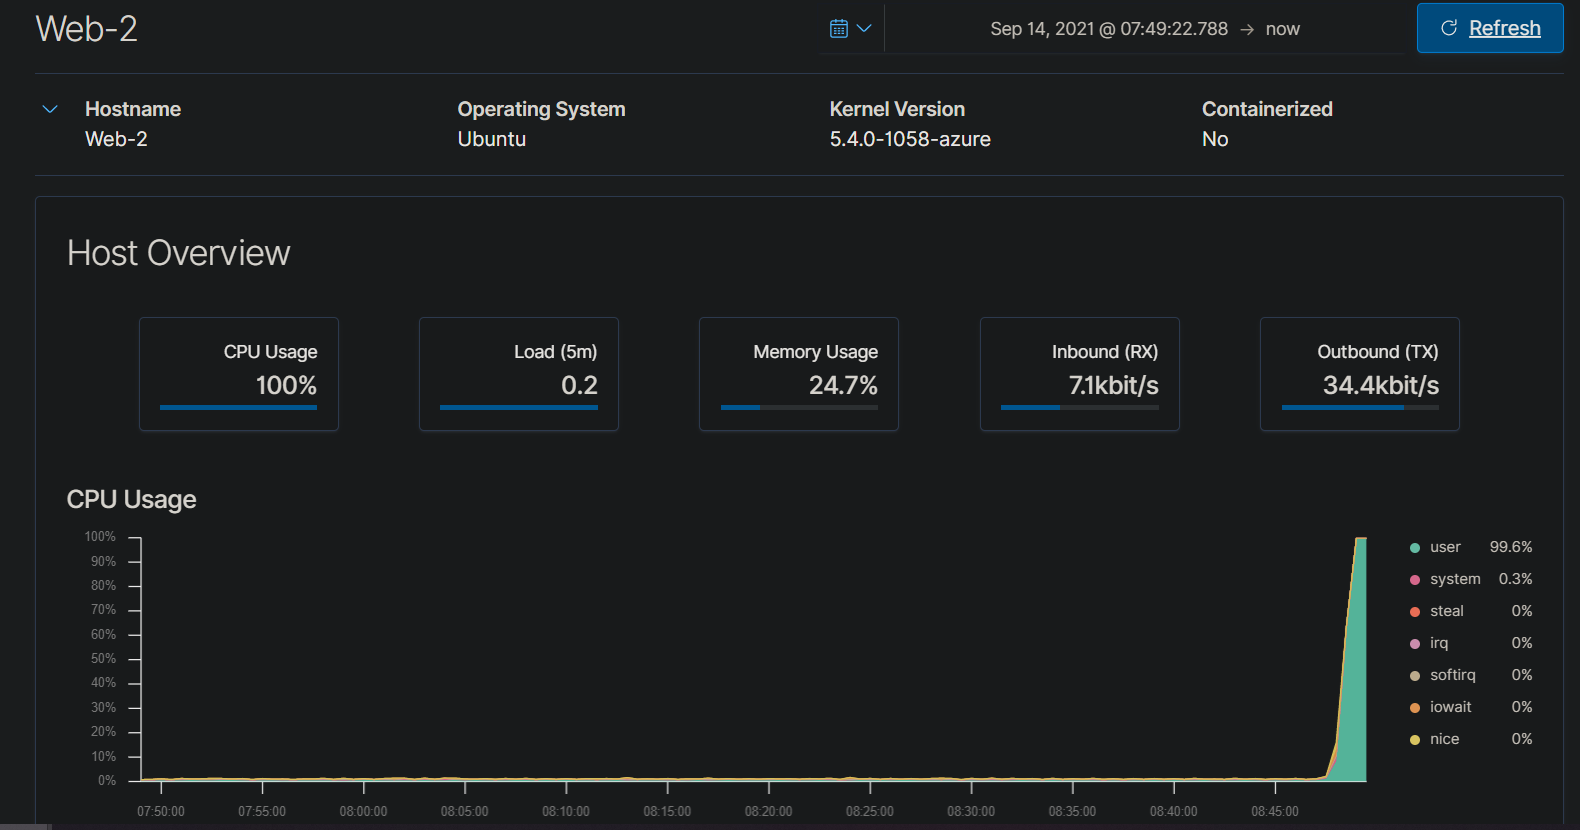 Web-2
Sep 14, 2021 @ 07:49:22.788 → now
Refresh
Hostname Operating System Kernel Version Containerized
Web-2 Ubuntu 5.4.0-1058-azure No
Host Overview
CPU Usage Load (5m) Memory Usage Inbound (RX) Outbound (TX)
100% 0.2 24.7% 7.1kbit/s 34.4kbit/s
CPU Usage
100%
90%
80%
70%
60%
50%
40%
30%
20%
10%
0%
user 99.6%
system 0.3%
steal 0%
irq 0%
softirq 0%
iowait 0%
nice 0%
07:50:00 07:55:00 08:00:00 08:05:00 08:10:00 08:15:00 08:20:00 08:25:00 08:30:00 08:35:00 08:40:00 08:45:00